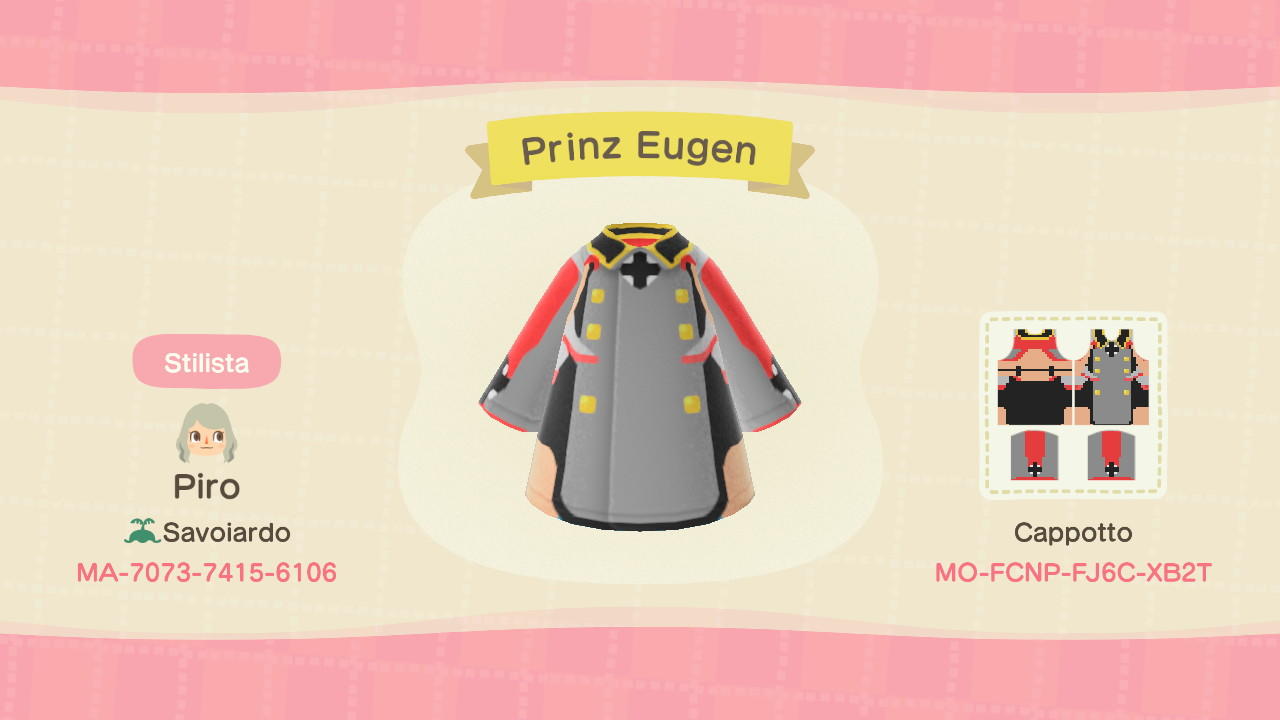 Prinz Eugen
Stilista
Piro
Savoiardo
MA-7073-7415-6106
Cappotto
MO-FCNP-FJ6C-XB2T